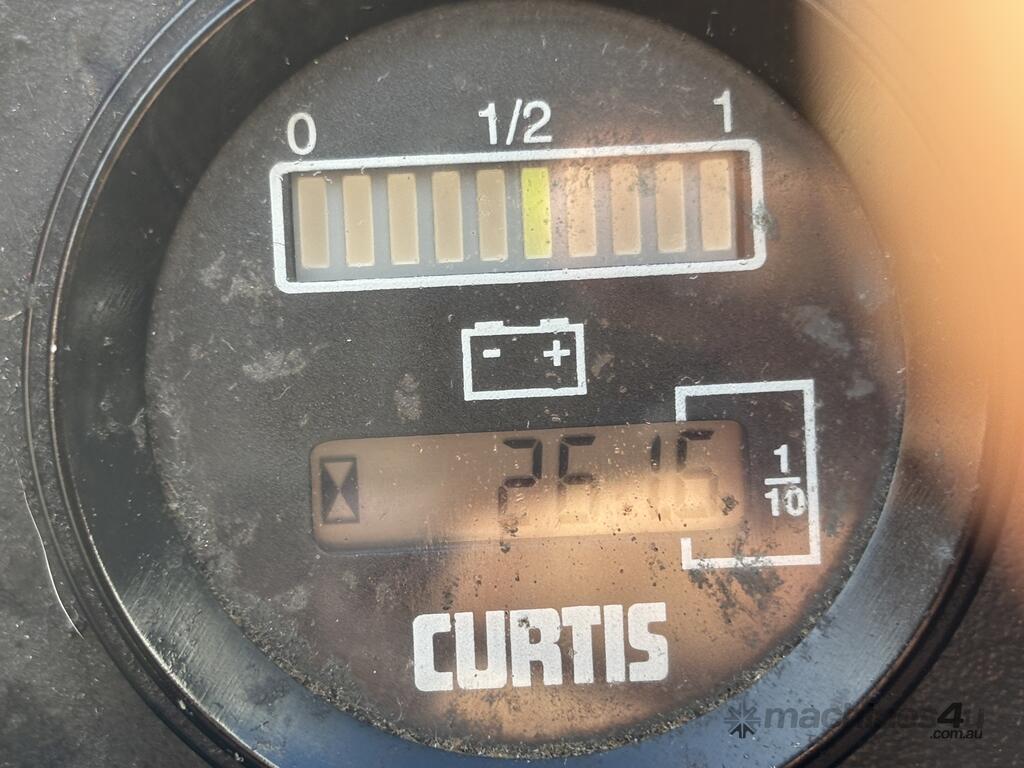 0 1/2 1
- +
2616
1/10
CURTIS
machines4u
.com.au